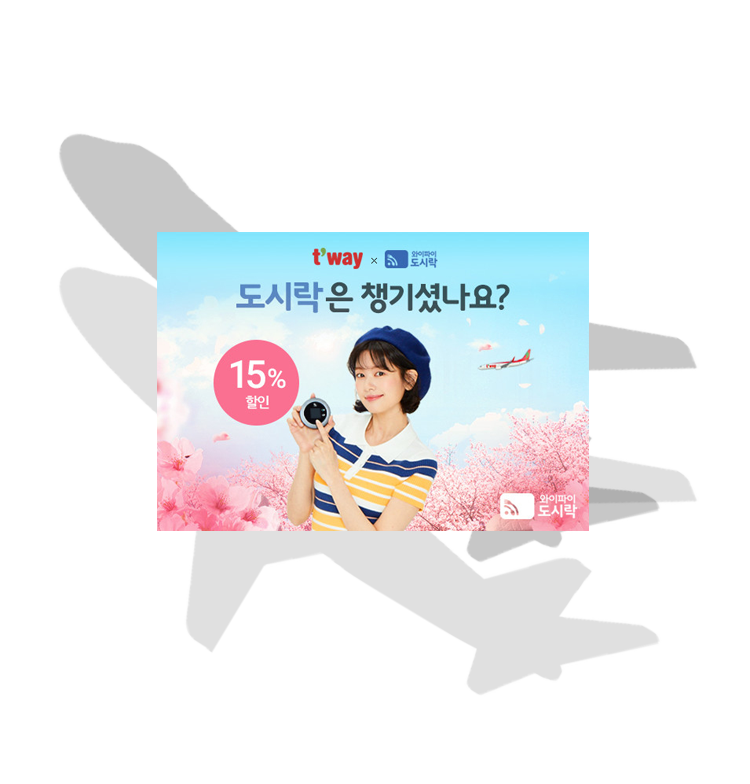 t'way × 와이파이 도시락
도시락은 챙기셨나요?
15%
할인
t'way
와이파이
도시락